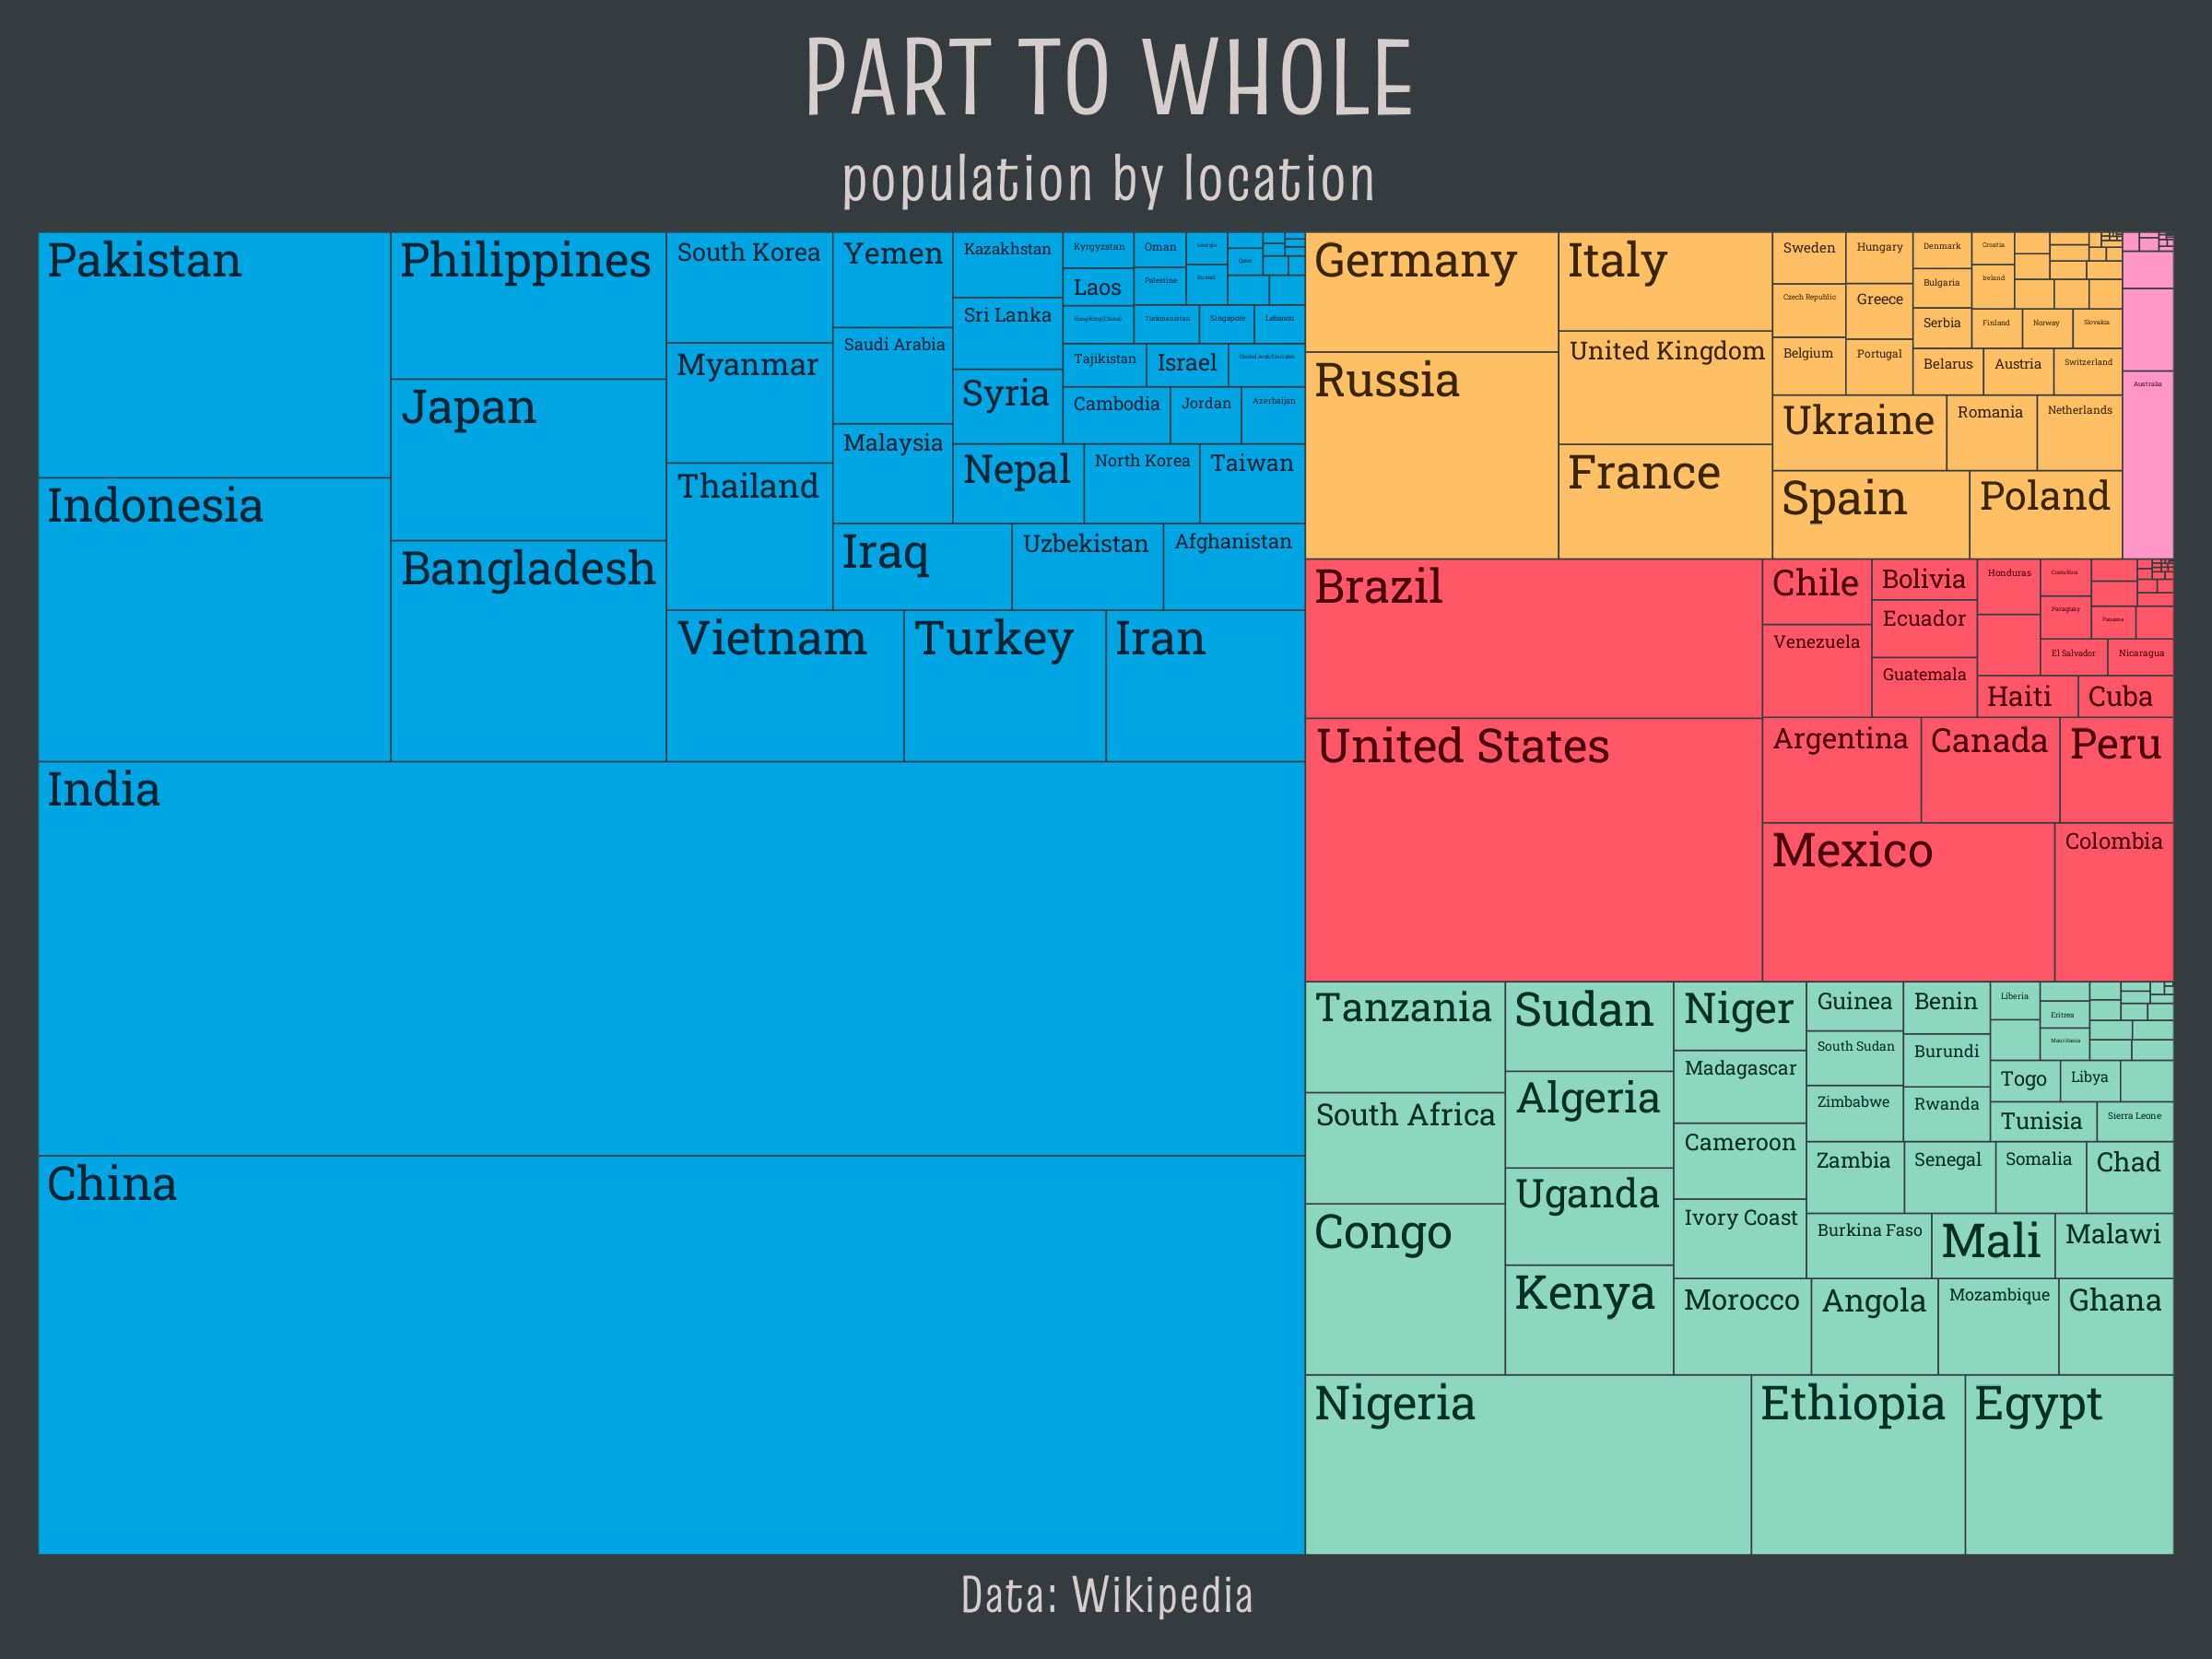 PART TO WHOLE
population by location
Pakistan
Indonesia
Philippines
Japan
Bangladesh
South Korea
Myanmar
Thailand
Yemen
Saudi Arabia
Malaysia
Kazakhstan
Sri Lanka
Syria
Kyrgyzstan
Laos
Hong Kong(China)
Oman
Palestine
Georgia
Kuwait
Qatar
Turkmenistan
Singapore
Lebanon
Tajikistan
Israel
United Arab Emirates
Cambodia
Jordan
Azerbaijan
Nepal
North Korea
Taiwan
Iraq
Uzbekistan
Afghanistan
Vietnam
Turkey
Iran
India
China
Germany
Russia
Italy
United Kingdom
France
Sweden
Czech Republic
Belgium
Hungary
Greece
Portugal
Denmark
Bulgaria
Serbia
Croatia
Ireland
Finland
Norway
Slovakia
Belarus
Austria
Switzerland
Ukraine
Romania
Netherlands
Spain
Poland
Australia
Brazil
United States
Chile
Venezuela
Bolivia
Ecuador
Guatemala
Honduras
Costa Rica
Paraguay
Panama
El Salvador
Nicaragua
Haiti
Cuba
Argentina
Canada
Peru
Mexico
Colombia
Tanzania
South Africa
Congo
Sudan
Algeria
Uganda
Kenya
Niger
Madagascar
Cameroon
Ivory Coast
Guinea
South Sudan
Zimbabwe
Benin
Burundi
Rwanda
Liberia
Eritrea
Mauritania
Togo
Libya
Tunisia
Sierra Leone
Zambia
Senegal
Somalia
Chad
Burkina Faso
Mali
Malawi
Morocco
Angola
Mozambique
Ghana
Nigeria
Ethiopia
Egypt
Data: Wikipedia